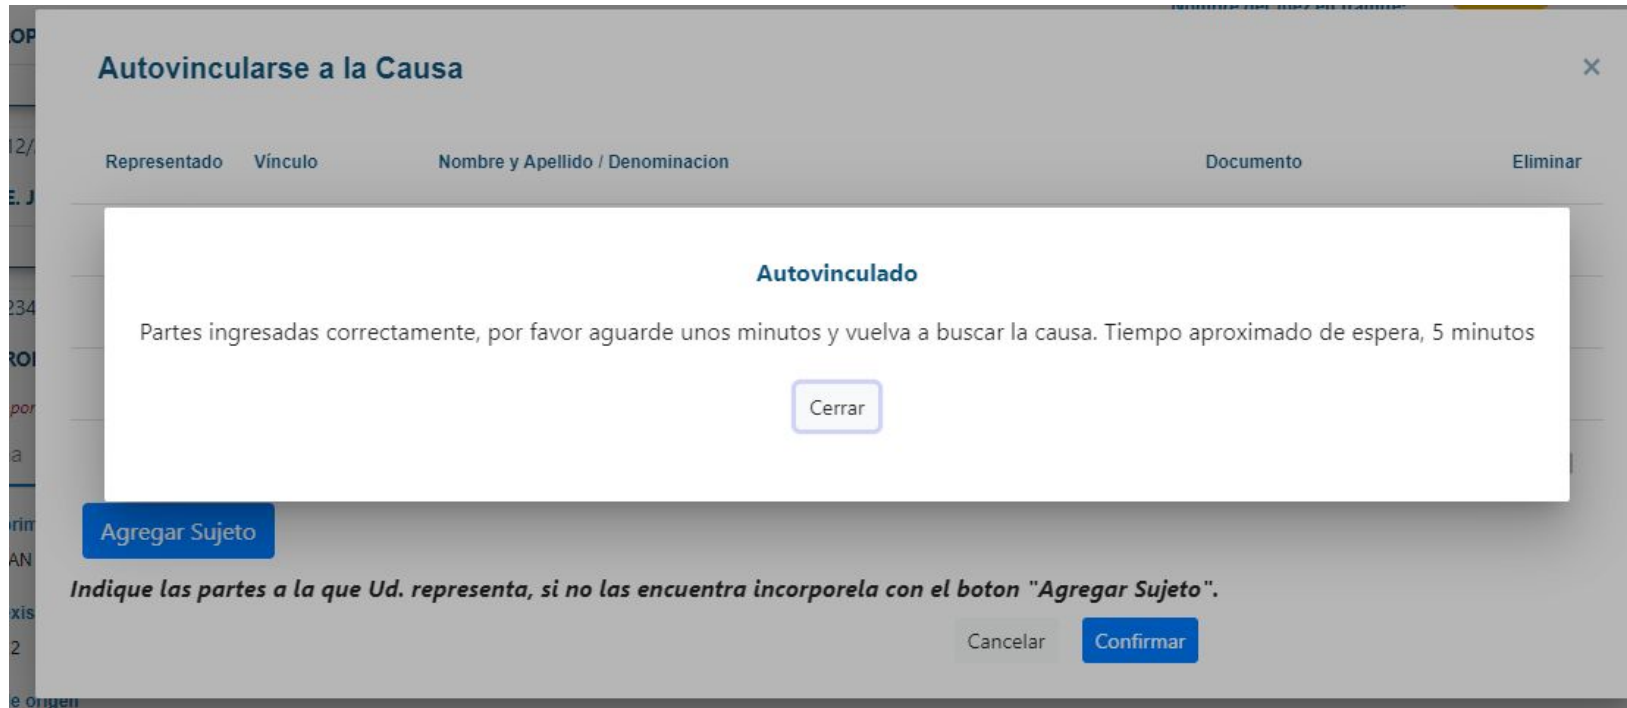 Autovincularse a la Causa
×
Representado Vínculo Nombre y Apellido / Denominacion Documento Eliminar
Autovinculado
Partes ingresadas correctamente, por favor aguarde unos minutos y vuelva a buscar la causa. Tiempo aproximado de espera, 5 minutos
Cerrar
Agregar Sujeto
Indique las partes a la que Ud. representa, si no las encuentra incorporela con el boton "Agregar Sujeto".
Cancelar Confirmar